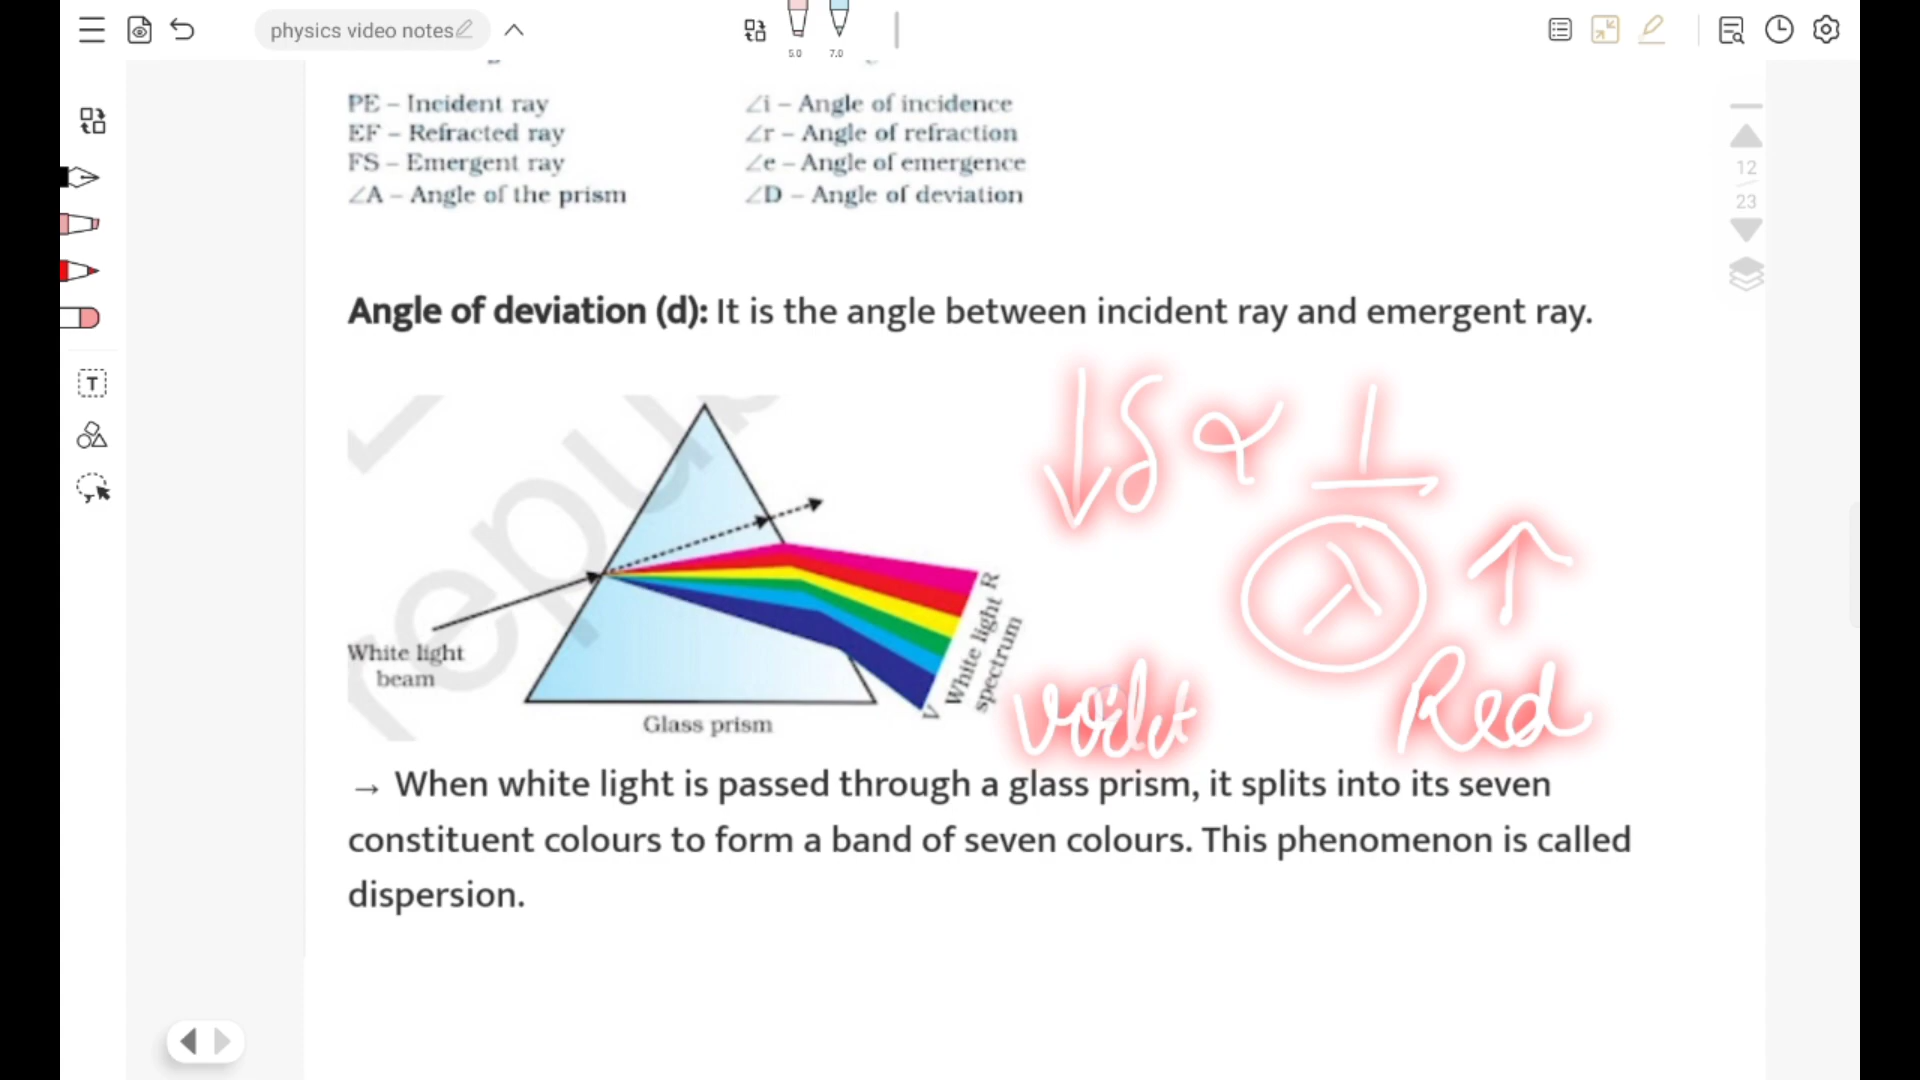 physics video notes
5.0 7.0
PE – Incident ray ∠i – Angle of incidence
EF – Refracted ray ∠r – Angle of refraction
FS – Emergent ray ∠e – Angle of emergence
∠A – Angle of the prism ∠D – Angle of deviation
12
23
Angle of deviation (d): It is the angle between incident ray and emergent ray.
↓δ ∝ 1
λ ↑
repu
White light
beam
Glass prism
R
White light
spectrum
V
Red
→ When white light is passed through a glass prism, it splits into its seven
constituent colours to form a band of seven colours. This phenomenon is called
dispersion.
T